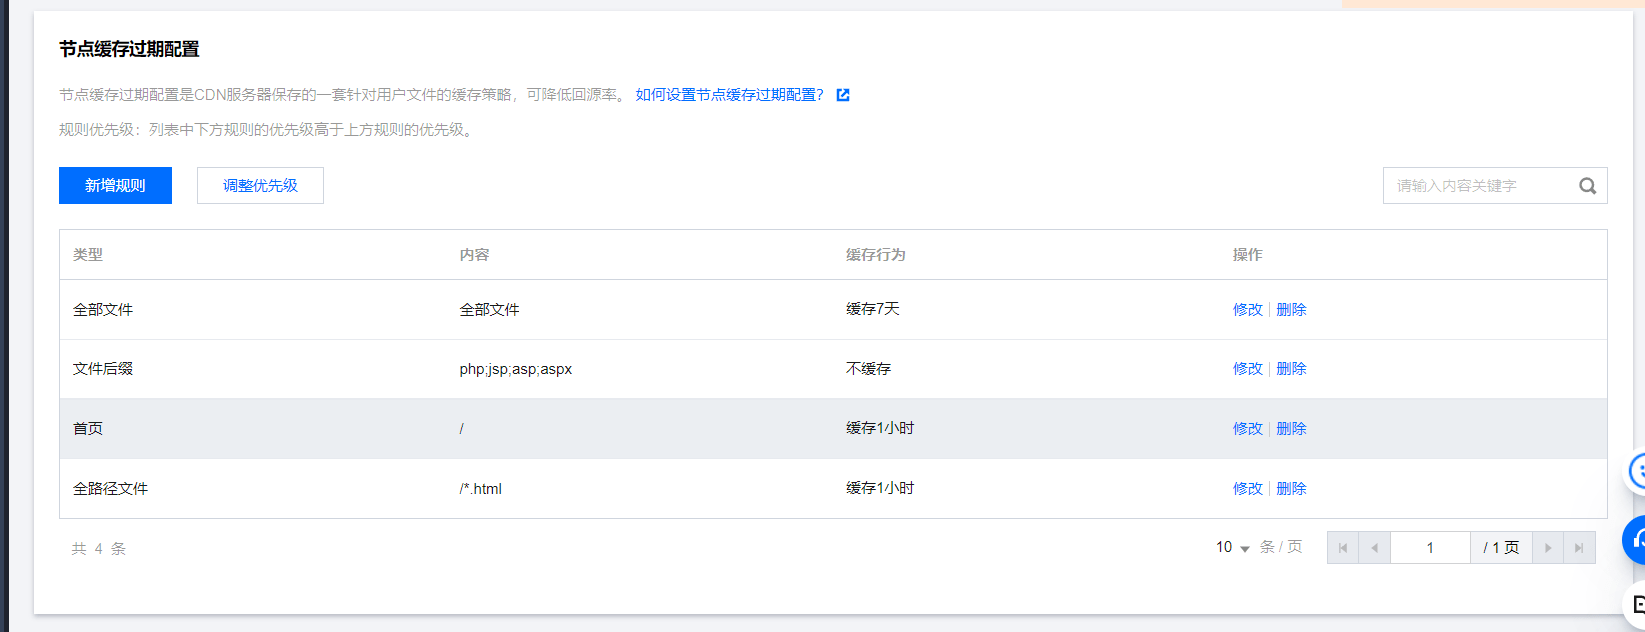 节点缓存过期配置
节点缓存过期配置是CDN服务器保存的一套针对用户文件的缓存策略，可降低回源率。 如何设置节点缓存过期配置?
规则优先级：列表中下方规则的优先级高于上方规则的优先级。
新增规则 调整优先级 请输入内容关键字
类型 内容 缓存行为 操作
全部文件 全部文件 缓存7天 修改 | 删除
文件后缀 php;jsp;asp;aspx 不缓存 修改 | 删除
首页 / 缓存1小时 修改 | 删除
全路径文件 /*.html 缓存1小时 修改 | 删除
共 4 条 10 条 / 页 1 / 1 页